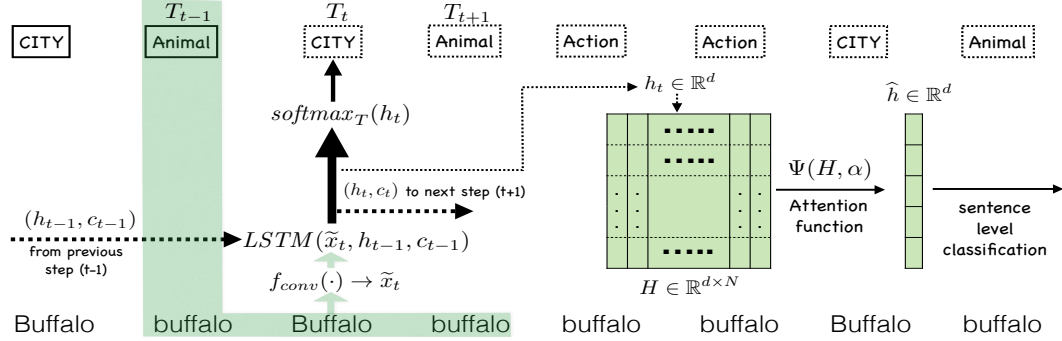 T_{t-1} T_t T_{t+1}
CITY Animal CITY Animal Action Action CITY Animal
h_t ∈ ℝ^d
ĥ ∈ ℝ^d
softmax_T(h_t)
(h_t, c_t) to next step (t+1)
Ψ(H, α)
Attention
function
(h_{t-1}, c_{t-1})
from previous
step (t-1)
LSTM(x̃_t, h_{t-1}, c_{t-1})
sentence
level
classification
f_{conv}(·) → x̃_t
H ∈ ℝ^{d×N}
Buffalo buffalo Buffalo buffalo buffalo buffalo Buffalo buffalo